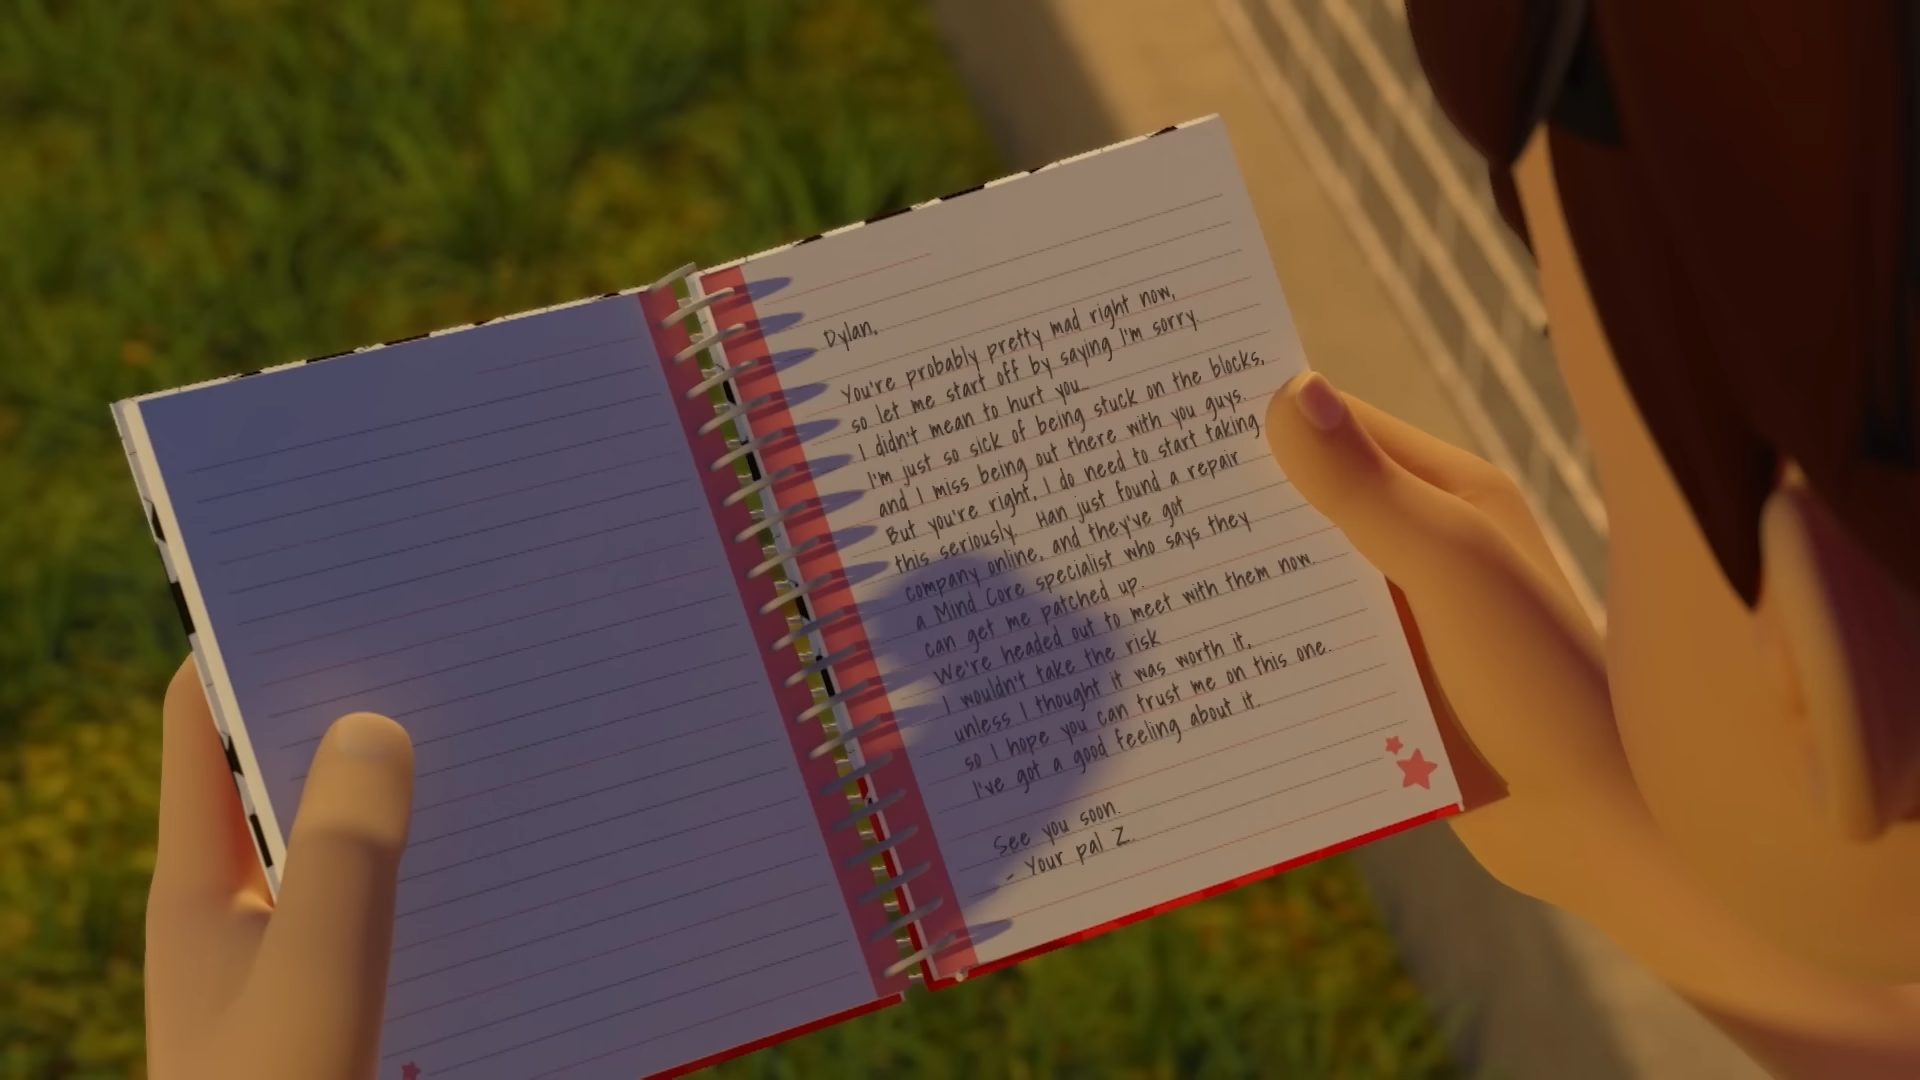 Dylan,
You're probably pretty mad right now,
so let me start off by saying I'm sorry.
I didn't mean to hurt you.
I'm just so sick of being stuck on the blocks,
and I miss being out there with you guys.
But you're right, I do need to start taking
this seriously. Han just found a repair
company online, and they've got
a Mind Core specialist who says they
can get me patched up.
We're headed out to meet with them now.
I wouldn't take the risk
unless I thought it was worth it,
so I hope you can trust me on this one.
I've got a good feeling about it.
See you soon.
- Your pal Z.